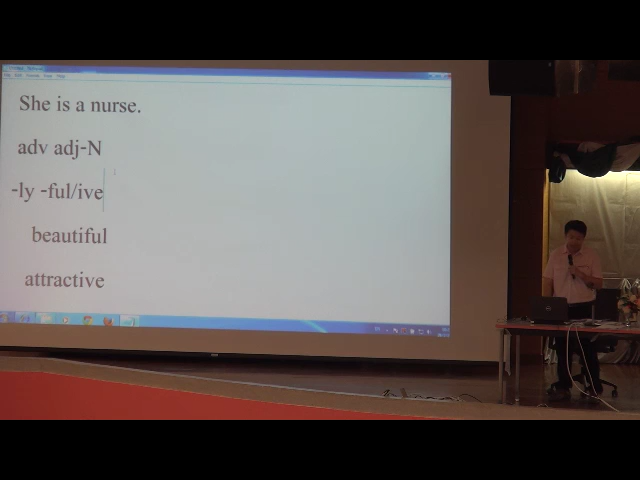 She is a nurse.
adv adj-N
-ly -ful/ive
beautiful
attractive